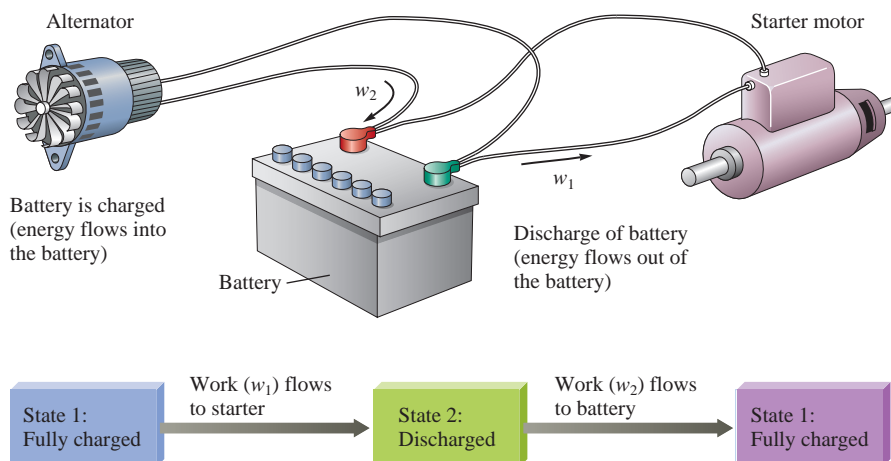 Alternator
Starter motor
w₂
w₁
Battery is charged
(energy flows into
the battery)
Discharge of battery
(energy flows out of
the battery)
Battery
Work (w₁) flows
to starter
Work (w₂) flows
to battery
State 1:
Fully charged
State 2:
Discharged
State 1:
Fully charged